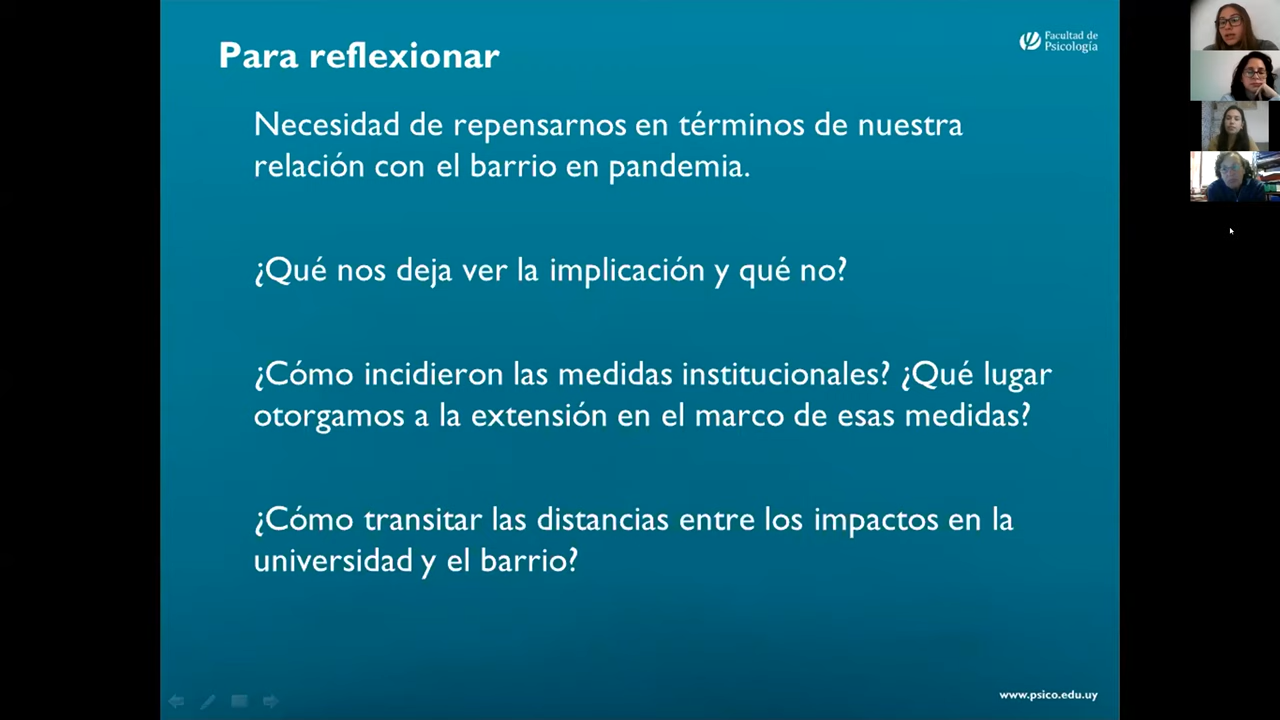 Para reflexionar
Facultad de
Psicología
Necesidad de repensarnos en términos de nuestra
relación con el barrio en pandemia.
¿Qué nos deja ver la implicación y qué no?
¿Cómo incidieron las medidas institucionales? ¿Qué lugar
otorgamos a la extensión en el marco de esas medidas?
¿Cómo transitar las distancias entre los impactos en la
universidad y el barrio?
www.psico.edu.uy